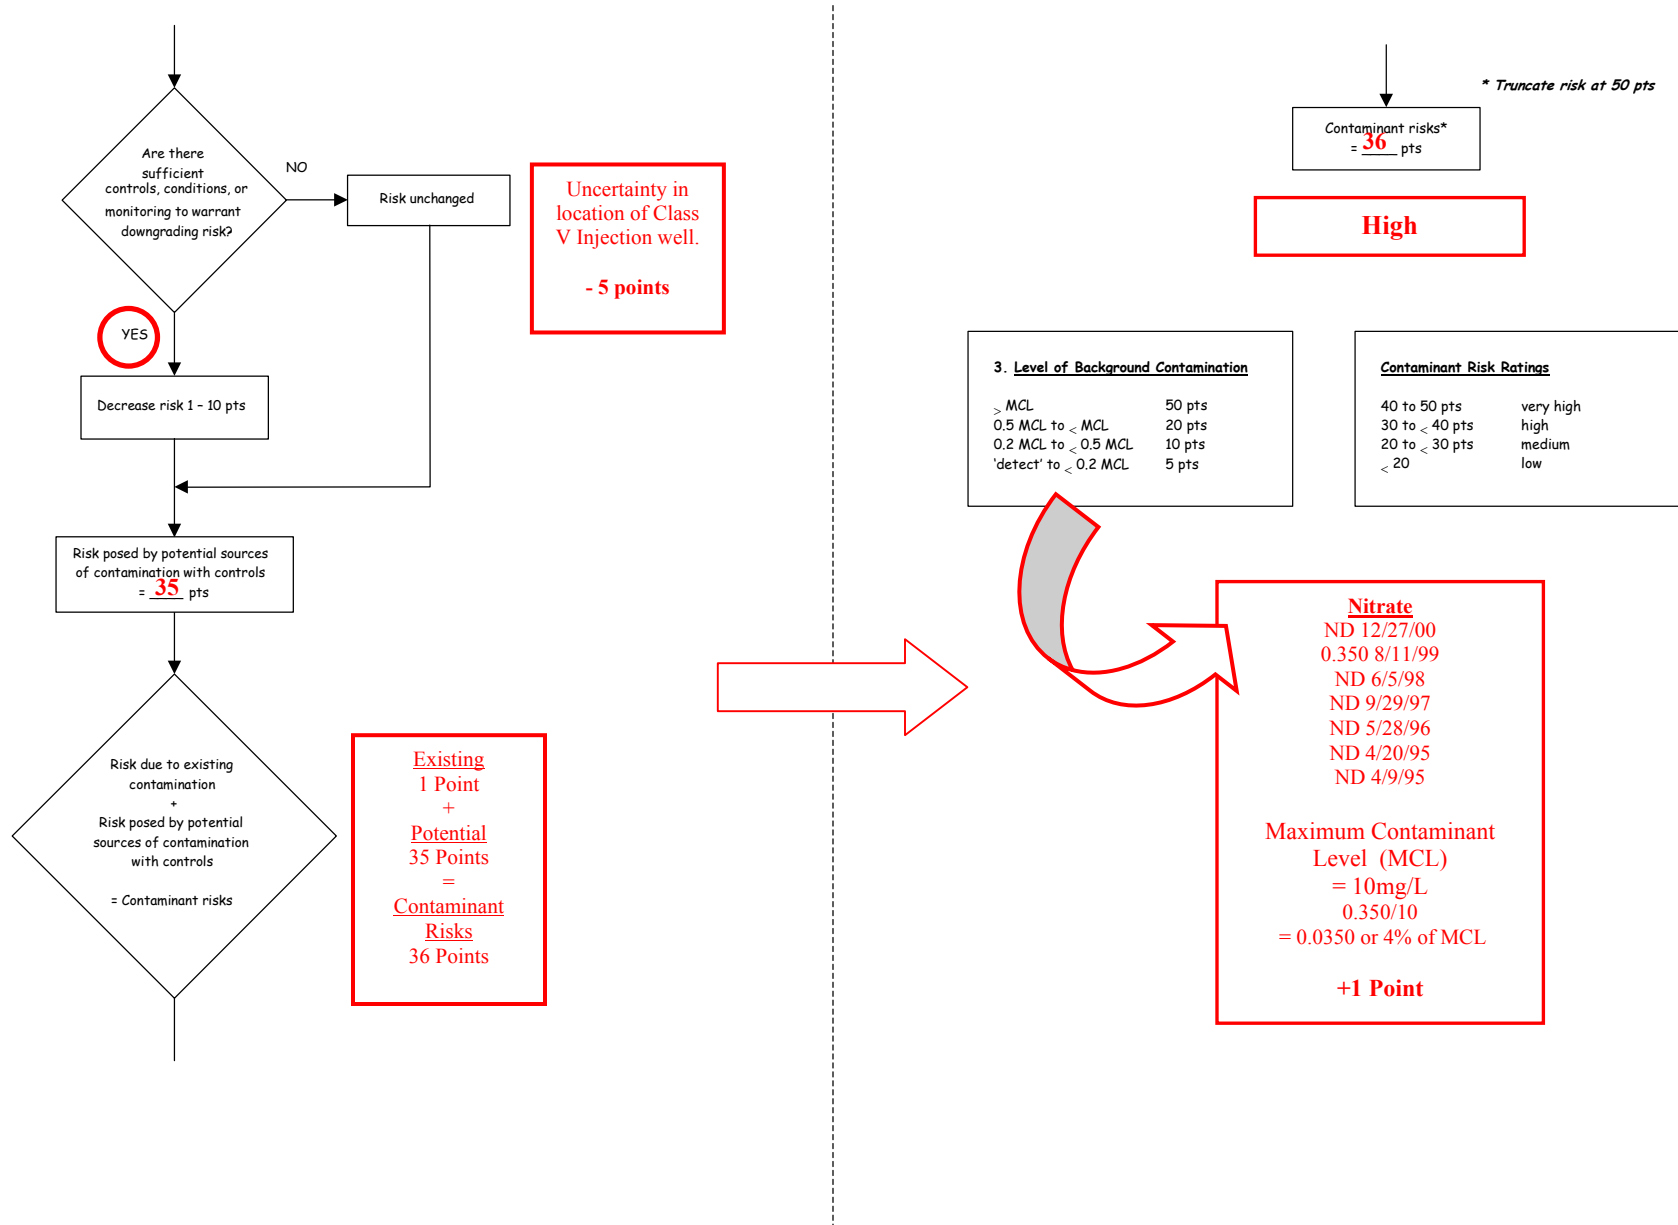 Are there
sufficient
controls, conditions, or
monitoring to warrant
downgrading risk?
NO
Risk unchanged
Uncertainty in
location of Class
V Injection well.
- 5 points
YES
Decrease risk 1 – 10 pts
Risk posed by potential sources
of contamination with controls
= 35 pts
Risk due to existing
contamination
+
Risk posed by potential
sources of contamination
with controls
= Contaminant risks
Existing
1 Point
+
Potential
35 Points
=
Contaminant
Risks
36 Points
* Truncate risk at 50 pts
Contaminant risks*
= 36 pts
High
3. Level of Background Contamination
> MCL 50 pts
0.5 MCL to < MCL 20 pts
0.2 MCL to < 0.5 MCL 10 pts
'detect' to < 0.2 MCL 5 pts
Contaminant Risk Ratings
40 to 50 pts very high
30 to < 40 pts high
20 to < 30 pts medium
< 20 low
Nitrate
ND 12/27/00
0.350 8/11/99
ND 6/5/98
ND 9/29/97
ND 5/28/96
ND 4/20/95
ND 4/9/95
Maximum Contaminant
Level (MCL)
= 10mg/L
0.350/10
= 0.0350 or 4% of MCL
+1 Point